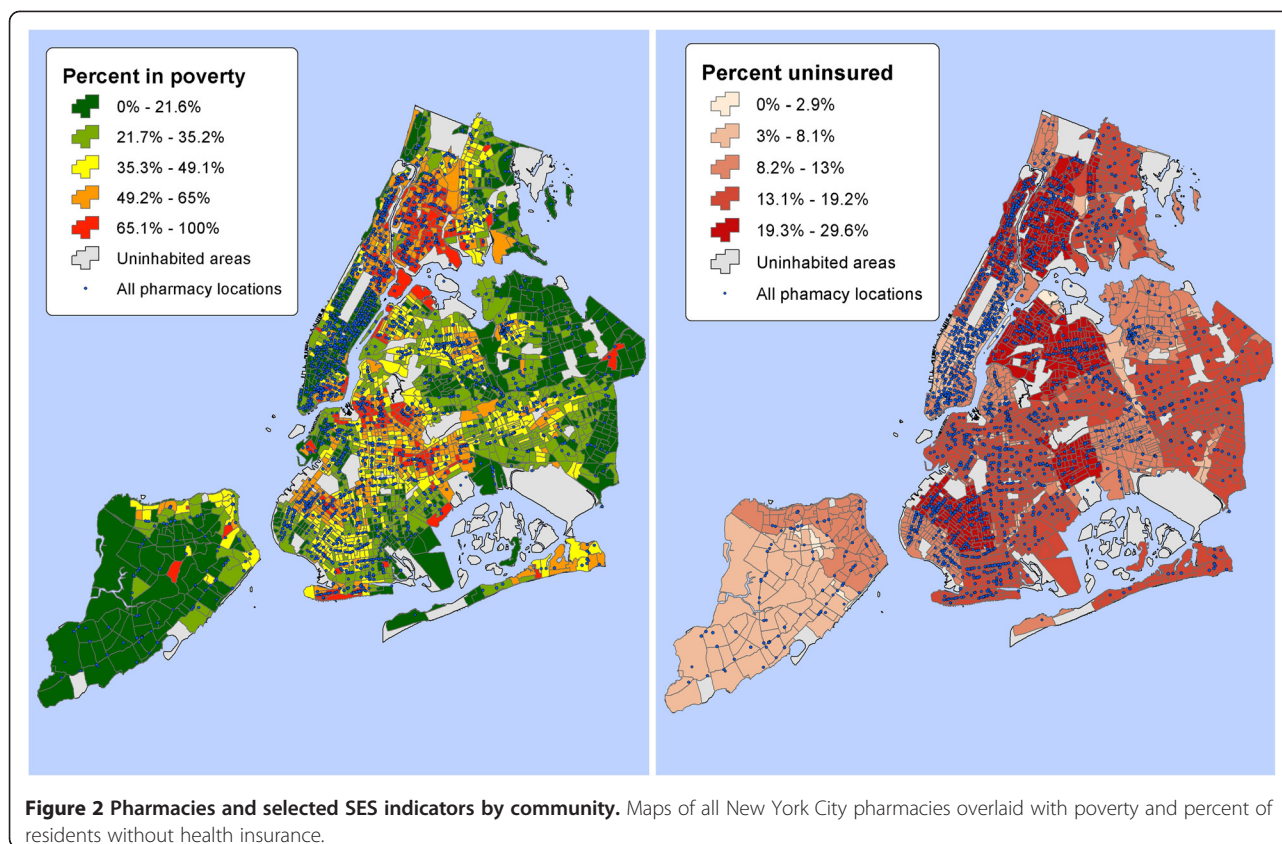 Percent in poverty
0% - 21.6%
21.7% - 35.2%
35.3% - 49.1%
49.2% - 65%
65.1% - 100%
Uninhabited areas
All pharmacy locations
Percent uninsured
0% - 2.9%
3% - 8.1%
8.2% - 13%
13.1% - 19.2%
19.3% - 29.6%
Uninhabited areas
All phamacy locations
Figure 2 Pharmacies and selected SES indicators by community. Maps of all New York City pharmacies overlaid with poverty and percent of
residents without health insurance.